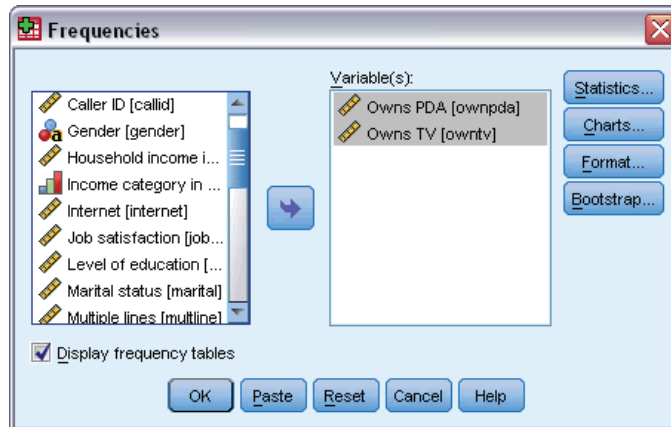 Frequencies
Caller ID [callid]
Gender [gender]
Household income i...
Income category in ...
Internet [internet]
Job satisfaction [job...
Level of education [...
Marital status [marital]
Multiple lines [multline]
Variable(s):
Owns PDA [ownpda]
Owns TV [owntv]
Statistics...
Charts...
Format...
Bootstrap...
Display frequency tables
OK
Paste
Reset
Cancel
Help